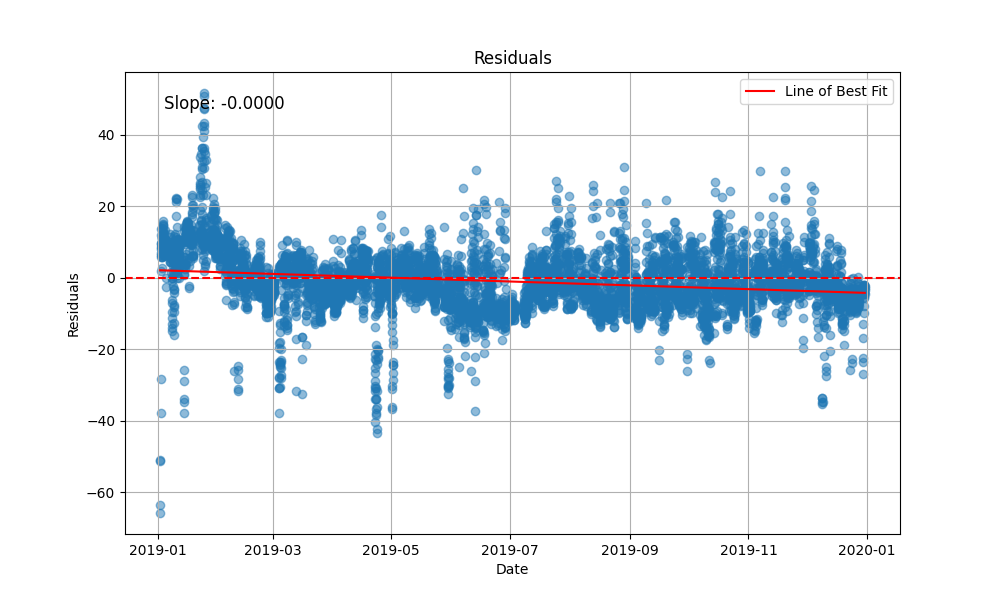 Residuals
Slope: -0.0000
Line of Best Fit
40
20
0
−20
−40
−60
Residuals
2019-01 2019-03 2019-05 2019-07 2019-09 2019-11 2020-01
Date